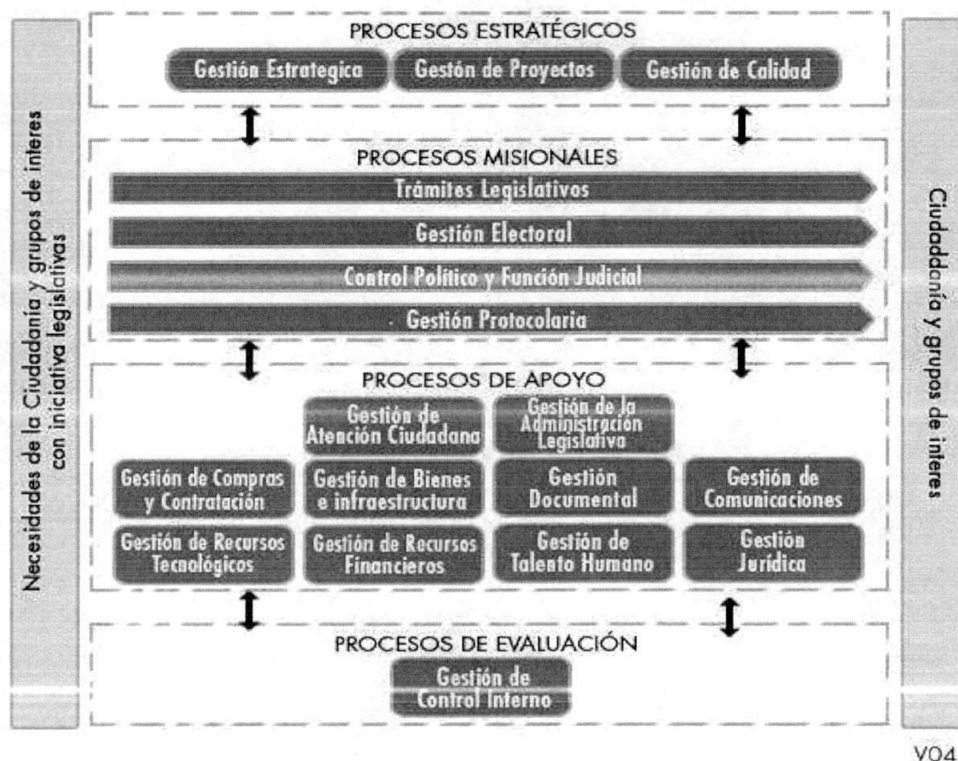 PROCESOS ESTRATÉGICOS
Gestión Estrategica
Gestón de Proyectos
Gestión de Calidad
Necesidades de la Ciudadanía y grupos de interes
con iniciativa legislativas
PROCESOS MISIONALES
Trámites Legislativos
Gestión Electoral
Control Político y Función Judicial
Gestión Protocolaria
Ciudaddanía y grupos de interes
PROCESOS DE APOYO
Gestión de
Atención Ciudadana
Gestión de la
Administración
Legislativa
Gestión de Compras
y Contratación
Gestión de Bienes
e infraestructura
Gestión
Documental
Gestión de
Comunicaciones
Gestión de Recursos
Tecnológicos
Gestión de Recursos
Financieros
Gestión de
Talento Humano
Gestión
Jurídica
PROCESOS DE EVALUACIÓN
Gestión de
Control Interno
V04